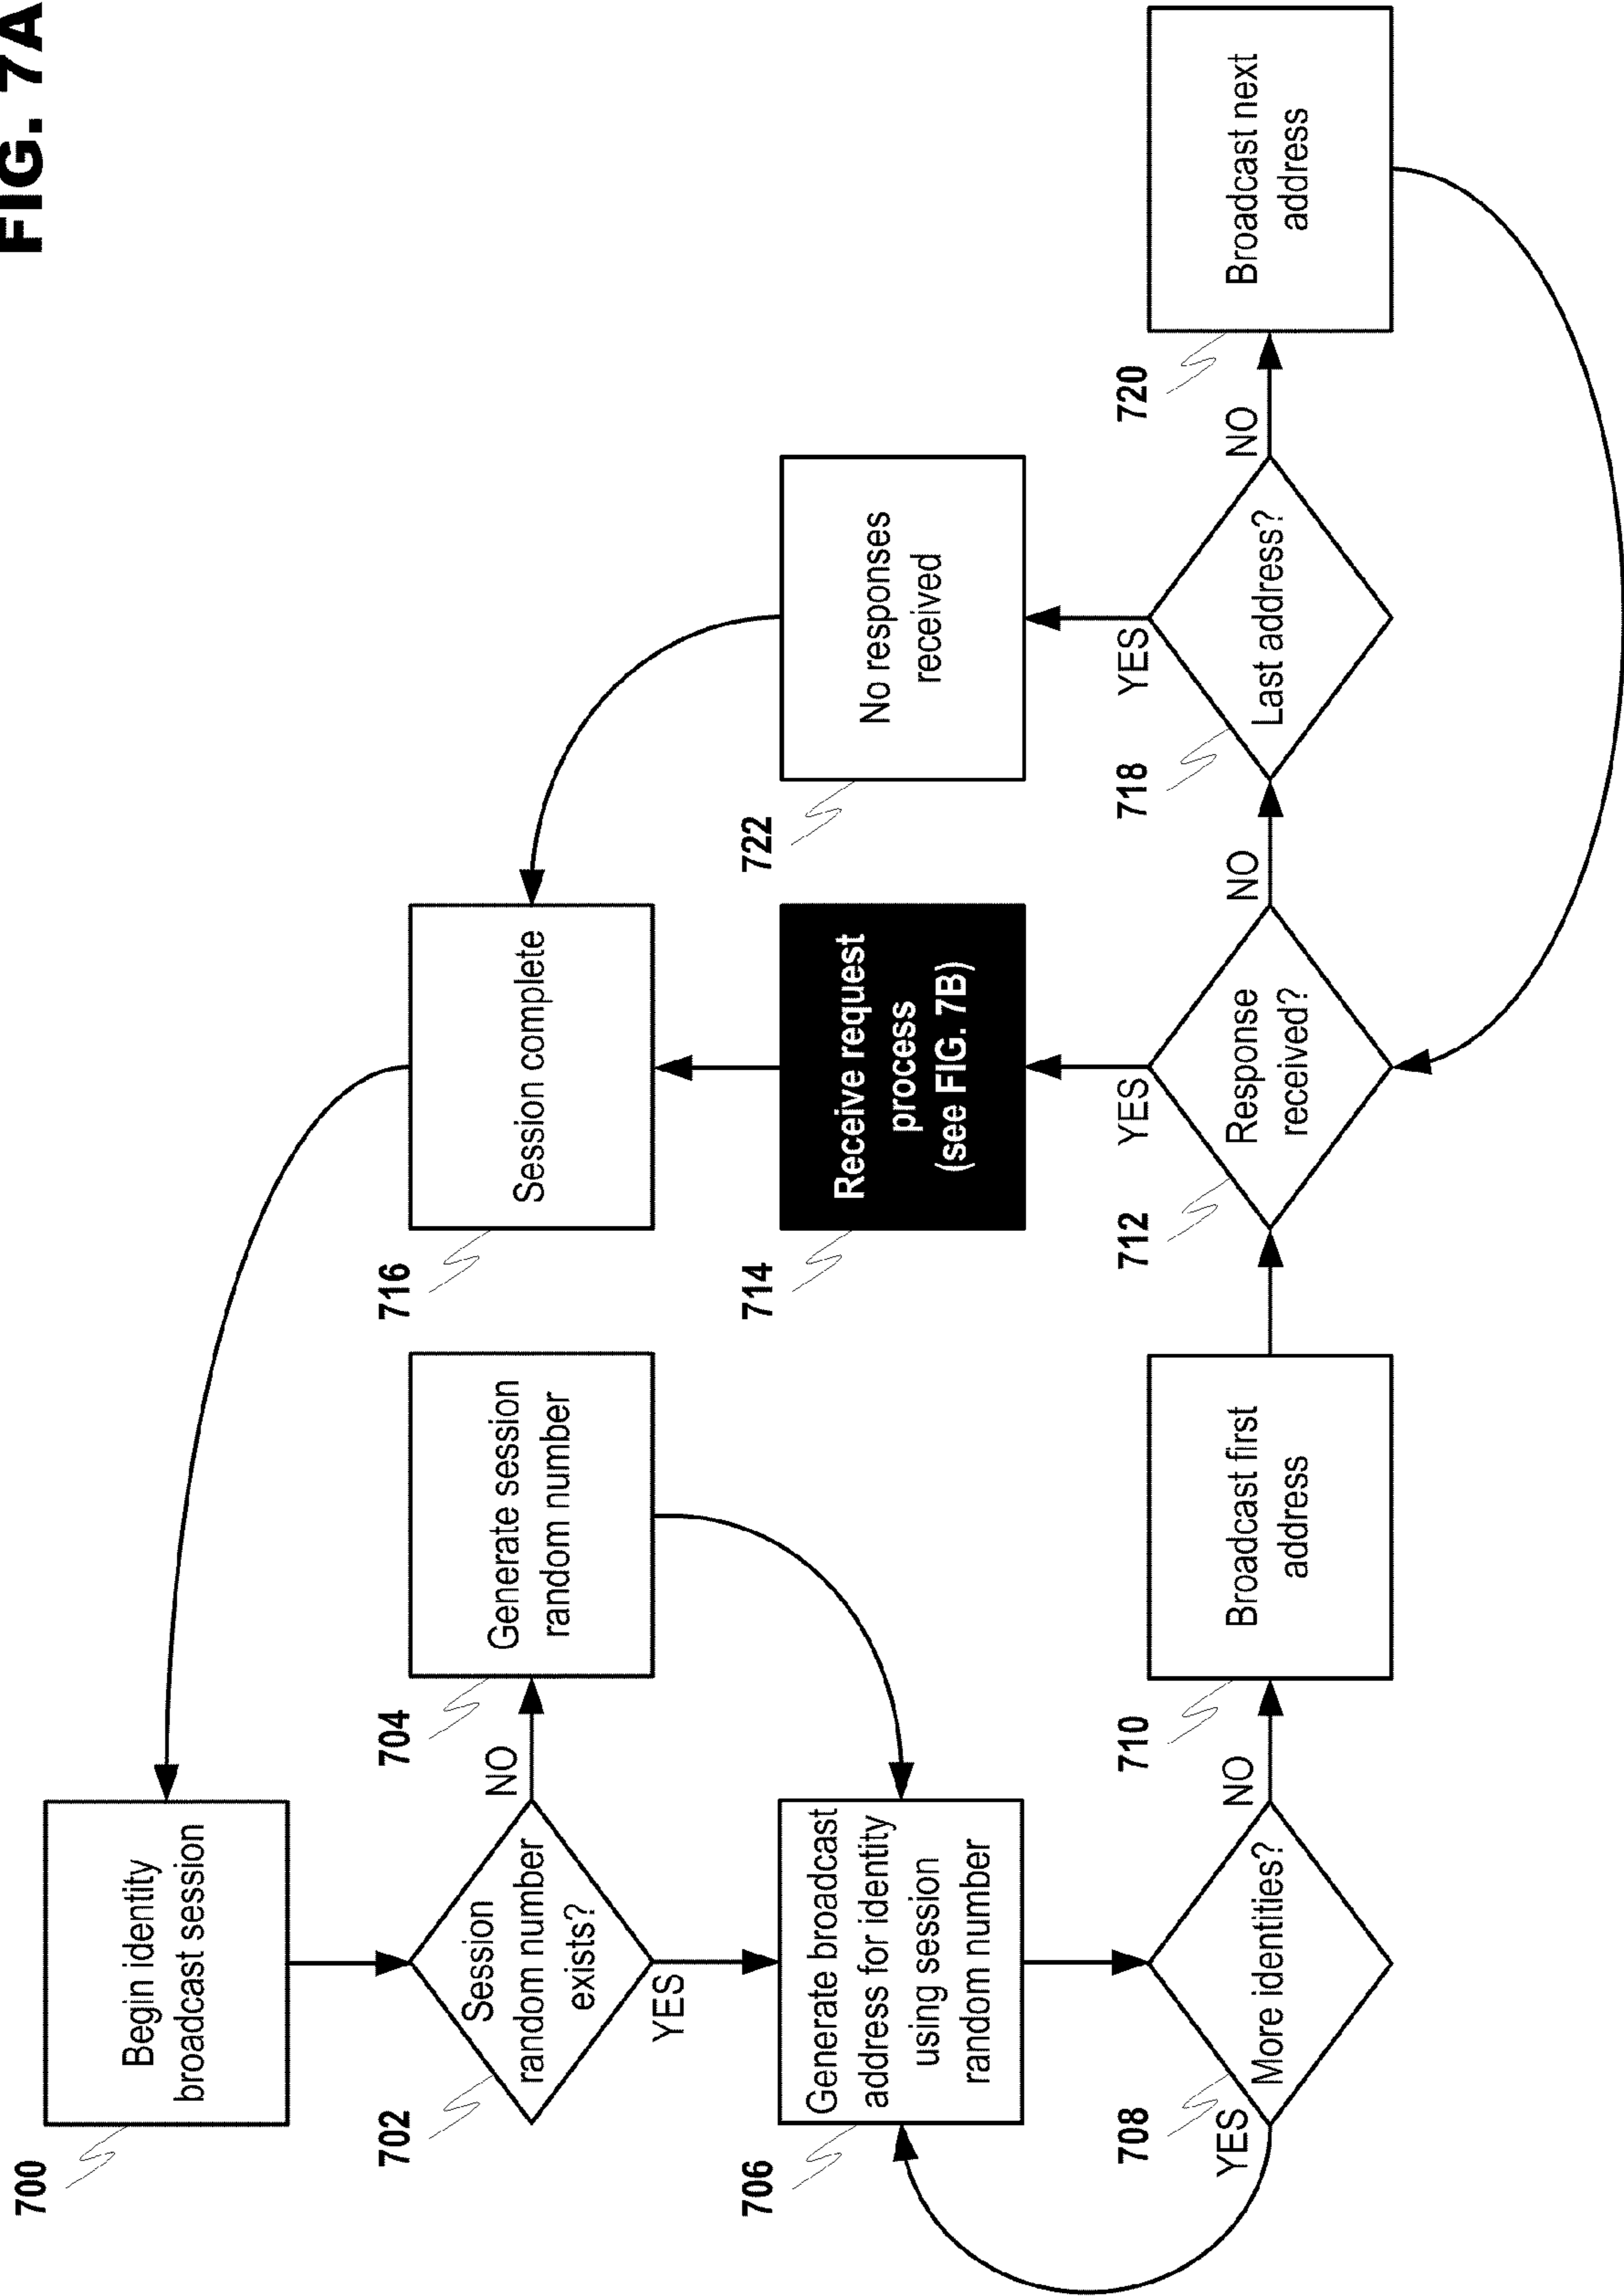 FIG. 7A
700
Begin identity
broadcast session
702
Session
random number
exists?
NO
YES
704
Generate session
random number
706
Generate broadcast
address for identity
using session
random number
708
More identities?
YES
NO
710
Broadcast first
address
712
Response
received?
YES
NO
714
Receive request
process
(see FIG. 7B)
716
Session complete
718
Last address?
YES
NO
720
Broadcast next
address
722
No responses
received